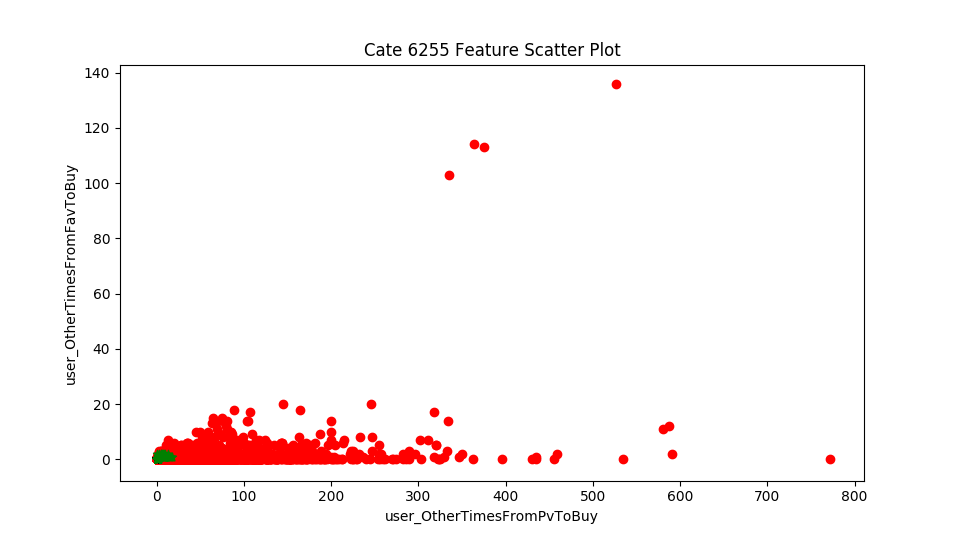 Cate 6255 Feature Scatter Plot
140
120
100
80
60
40
20
0
user_OtherTimesFromFavToBuy
0 100 200 300 400 500 600 700 800
user_OtherTimesFromPvToBuy